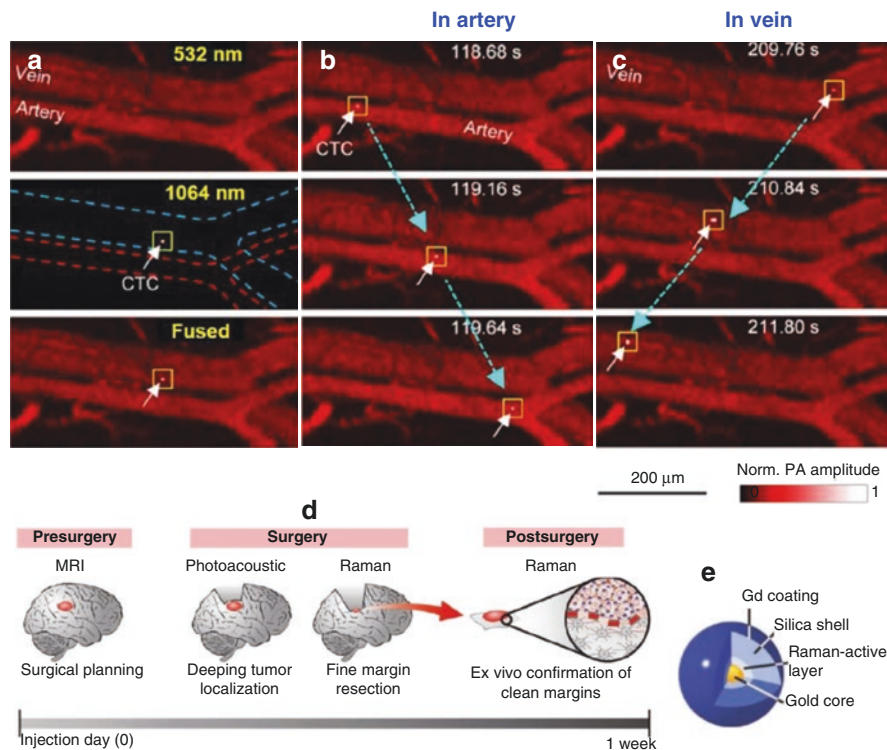 In artery
In vein
a
532 nm
Vein
Artery
b
118.68 s
CTC
Artery
c
209.76 s
Vein
1064 nm
CTC
119.16 s
210.84 s
Fused
119.64 s
211.80 s
200 μm
Norm. PA amplitude
0
1
d
Presurgery
Surgery
Postsurgery
MRI
Photoacoustic
Raman
Raman
Surgical planning
Deeping tumor
localization
Fine margin
resection
Ex vivo confirmation of
clean margins
Injection day (0)
1 week
e
Gd coating
Silica shell
Raman-active
layer
Gold core